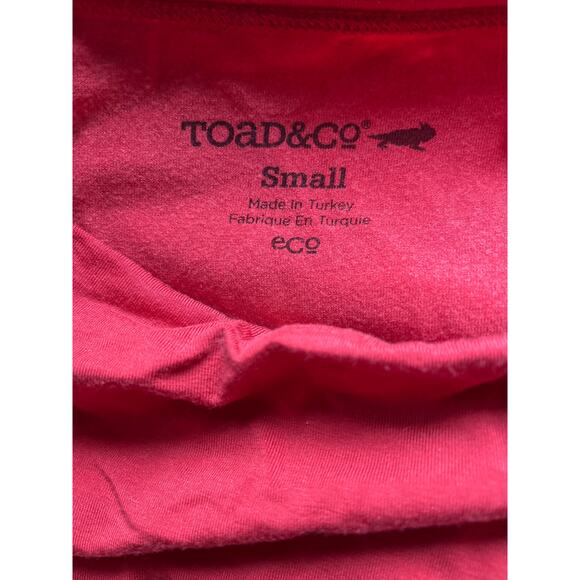 TOaD&CO®
Small
Made In Turkey
Fabrique En Turquie
eCO